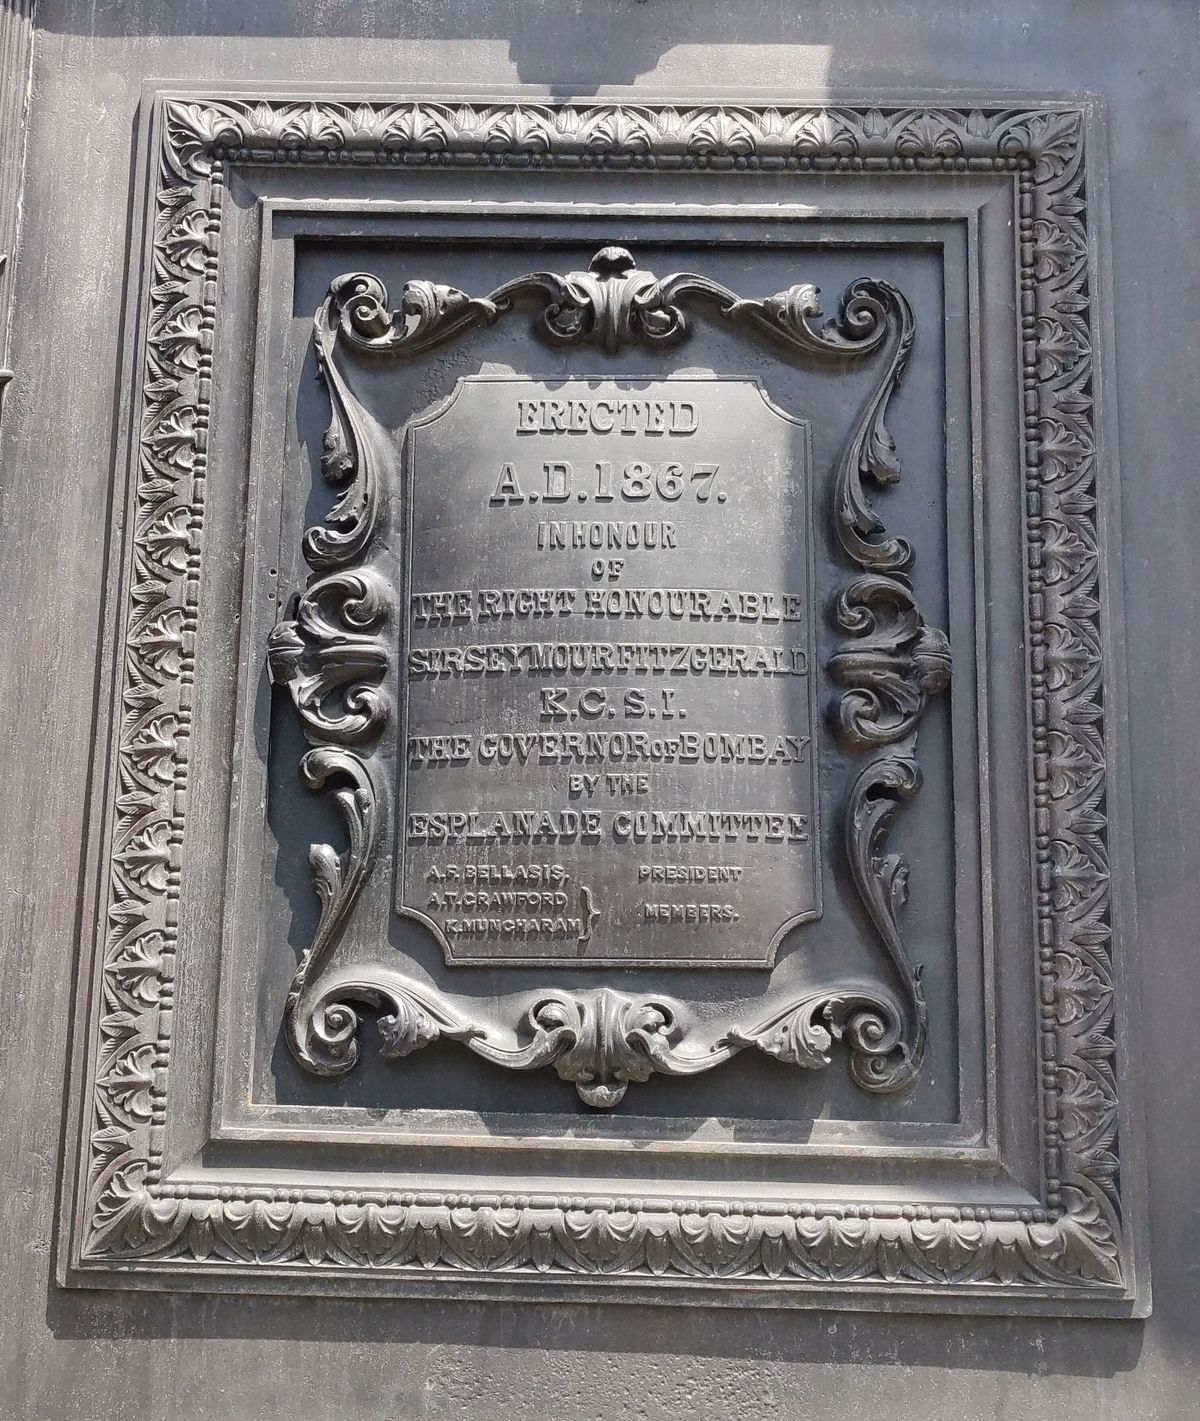 ERECTED
A.D. 1867.
IN HONOUR
OF
THE RIGHT HONOURABLE
SIR SEYMOUR FITZGERALD
K.C.S.I.
THE GOVERNOR OF BOMBAY
BY THE
ESPLANADE COMMITTEE
A.F. BELLASIS. PRESIDENT
A.T. CRAWFORD } MEMBERS.
K. MUNCHARAM